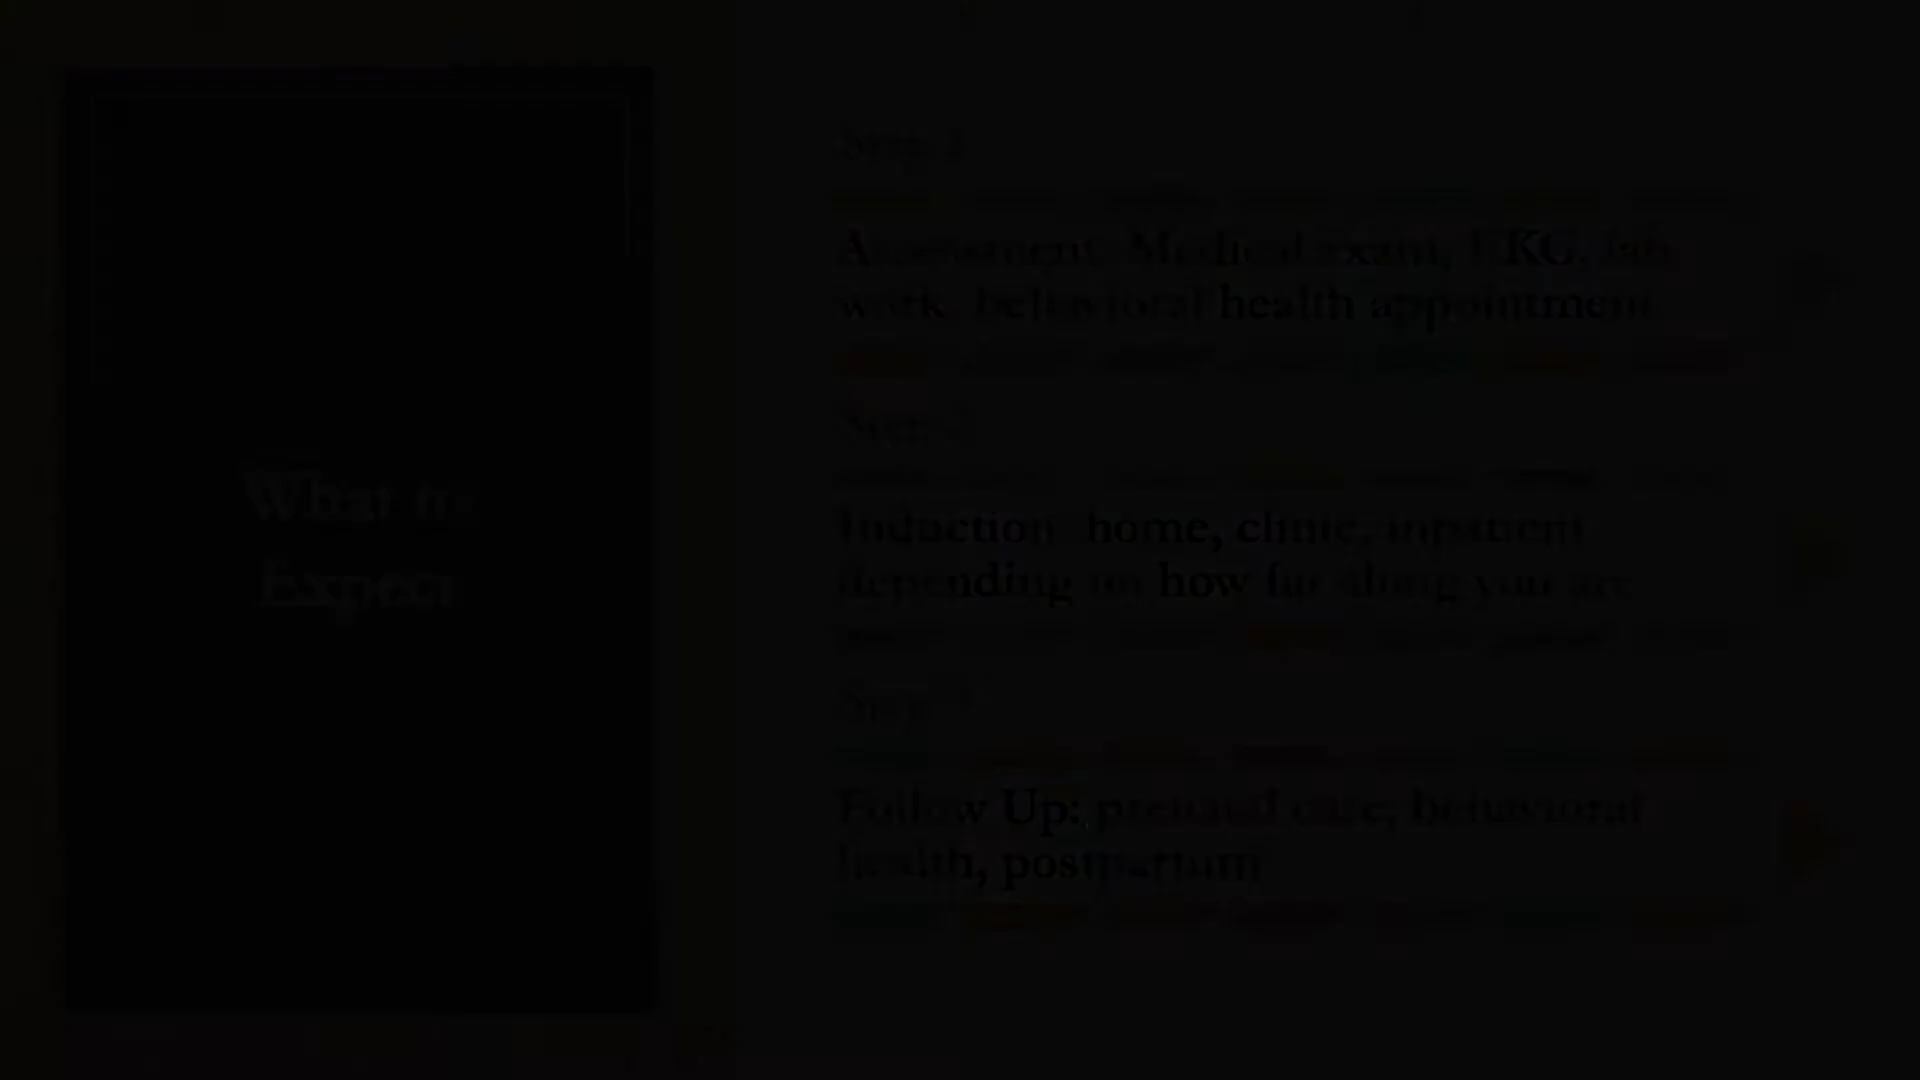 What to
Expect
Step 1
Assessment: Medical exam, EKG, lab
work, behavioral health appointment
Step 2
Induction: home, clinic, inpatient
depending on how far along you are
Step 3
Follow Up: prenatal care, behavioral
health, postpartum